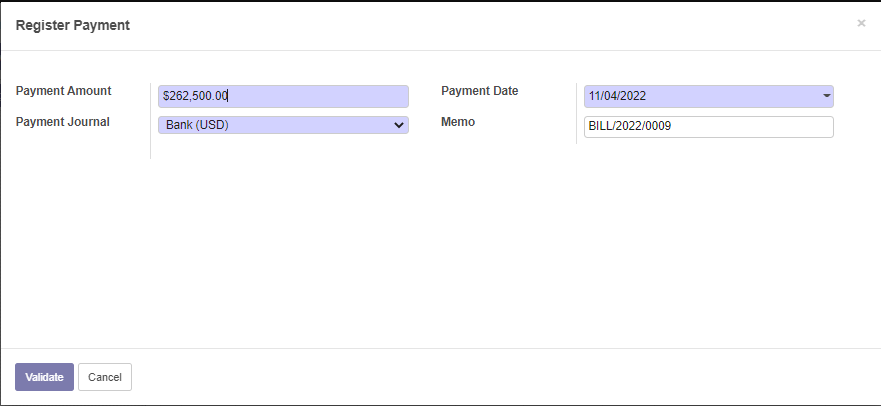 Register Payment ×
Payment Amount $262,500.00 Payment Date 11/04/2022
Payment Journal Bank (USD) Memo BILL/2022/0009
Validate Cancel